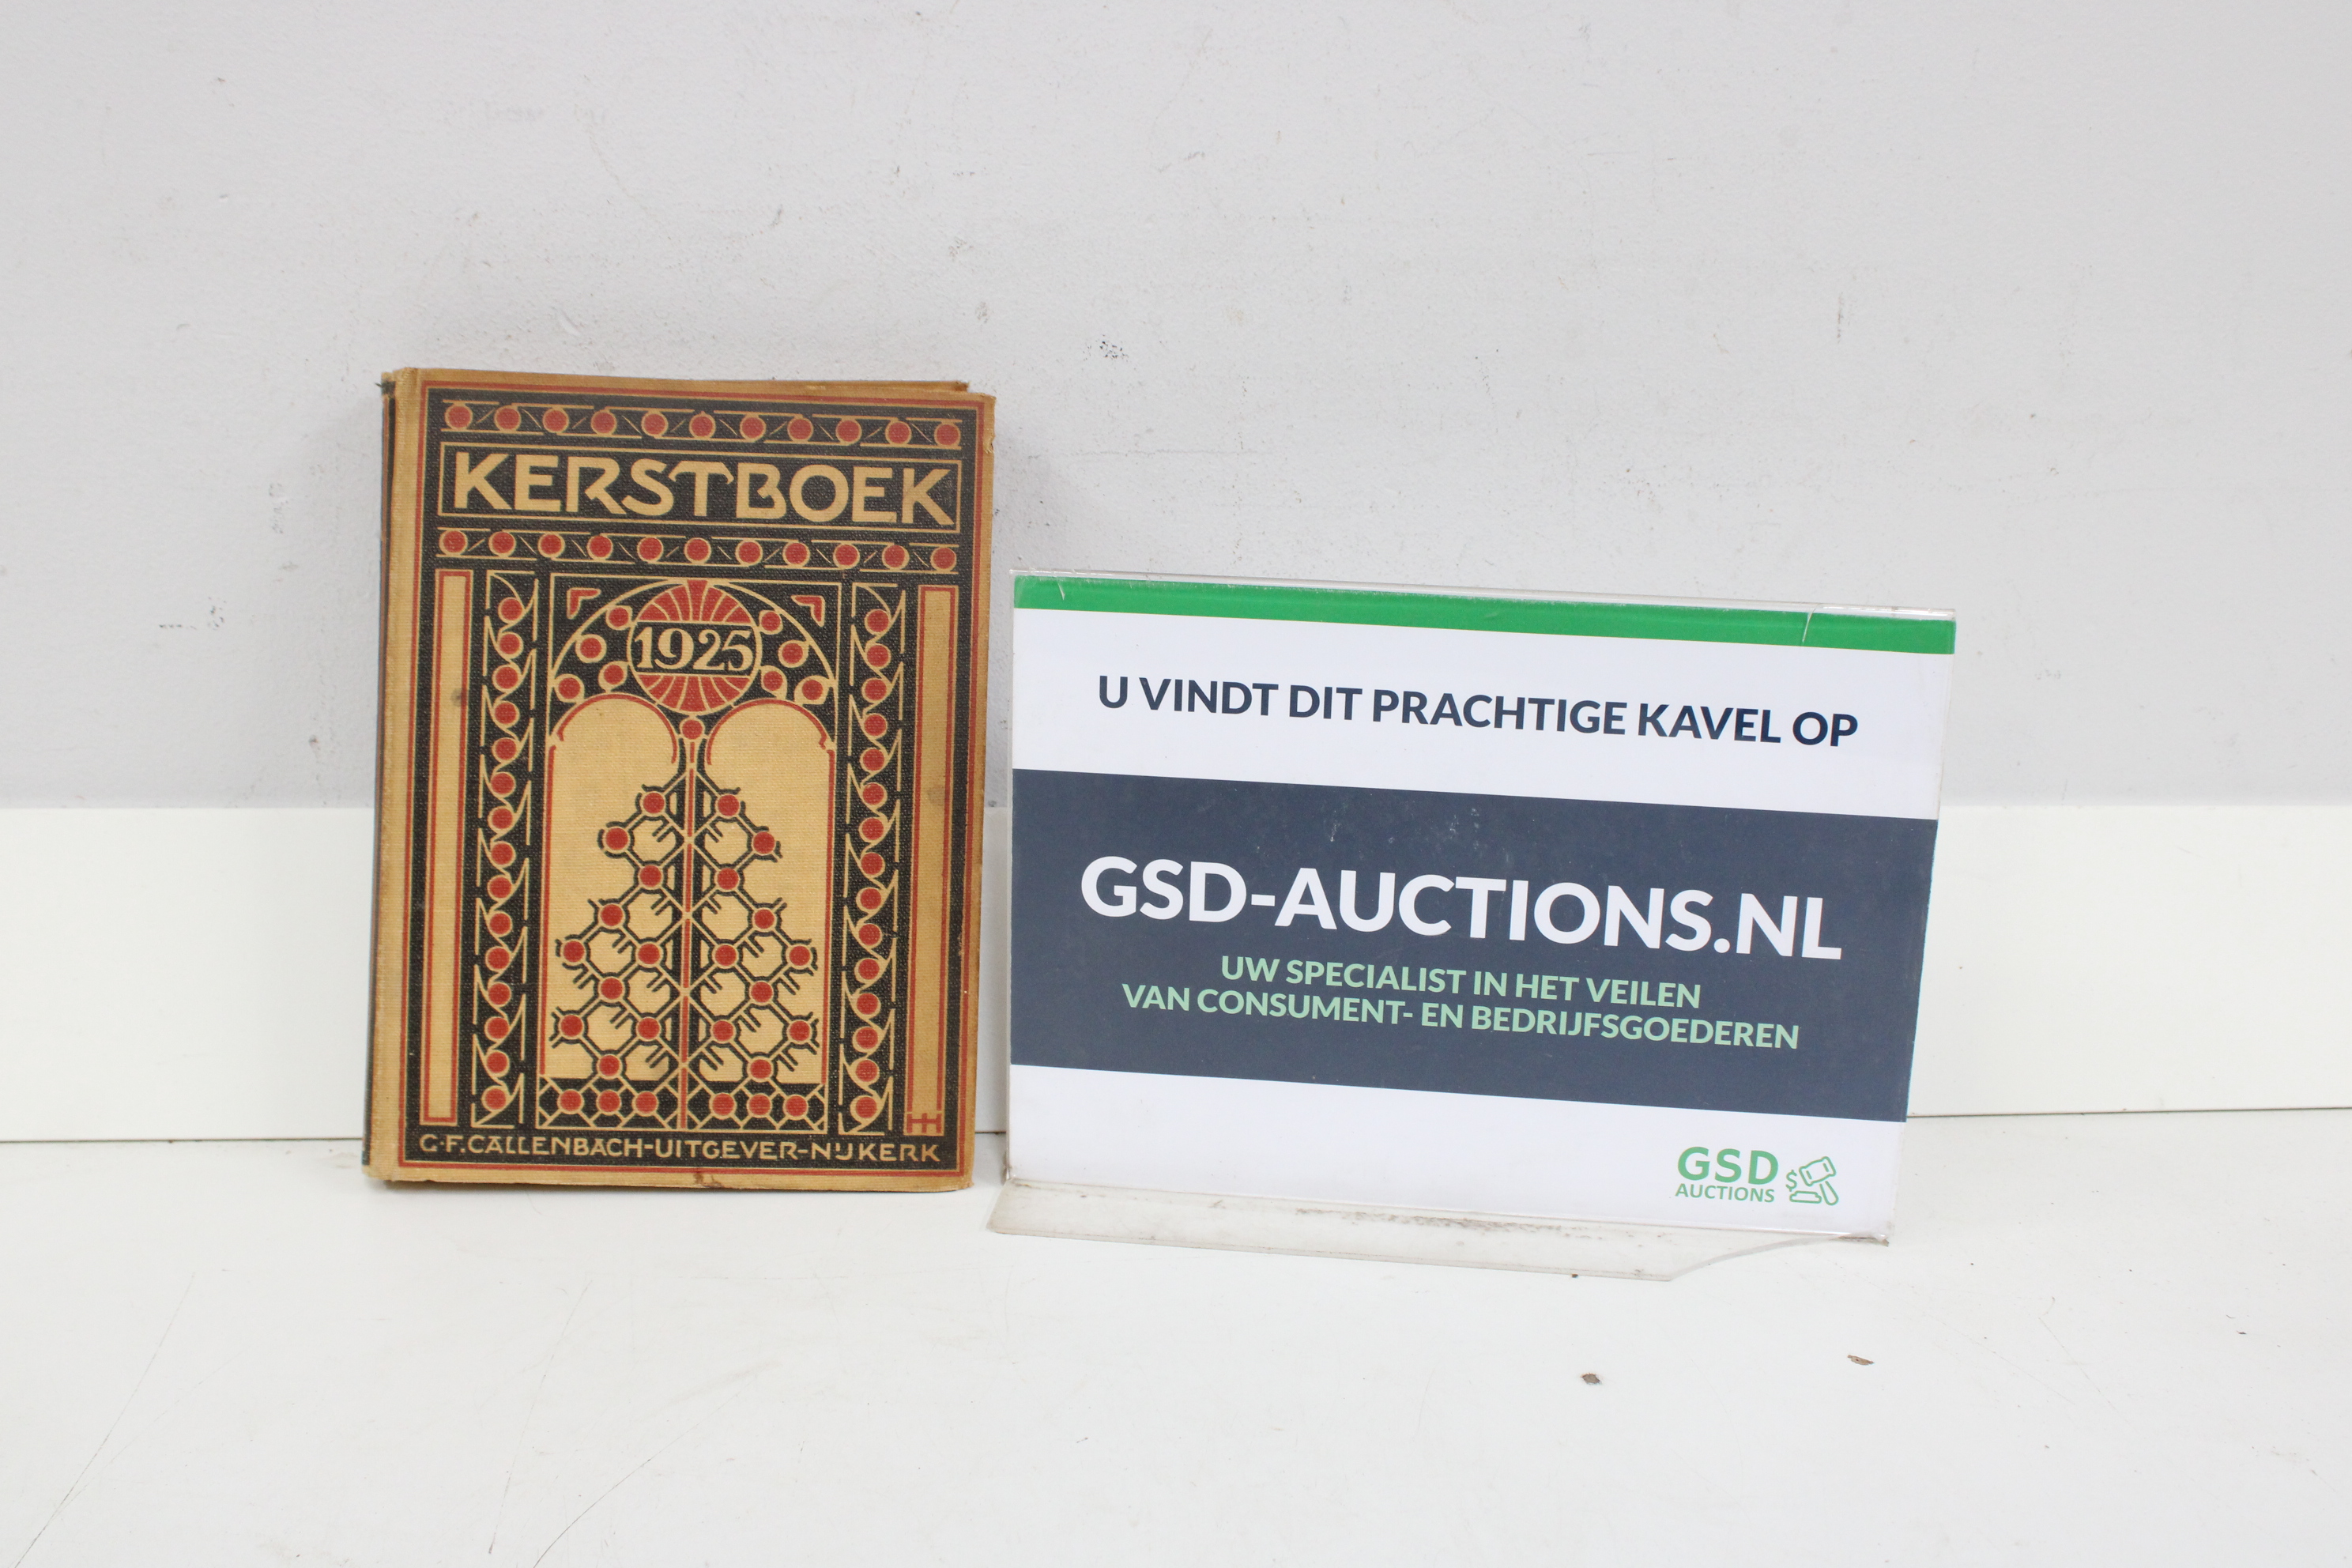 KERSTBOEK
1925
HH
G.F. CALLENBACH-UITGEVER-NIJKERK
U VINDT DIT PRACHTIGE KAVEL OP
GSD-AUCTIONS.NL
UW SPECIALIST IN HET VEILEN
VAN CONSUMENT- EN BEDRIJFSGOEDEREN
GSD
AUCTIONS